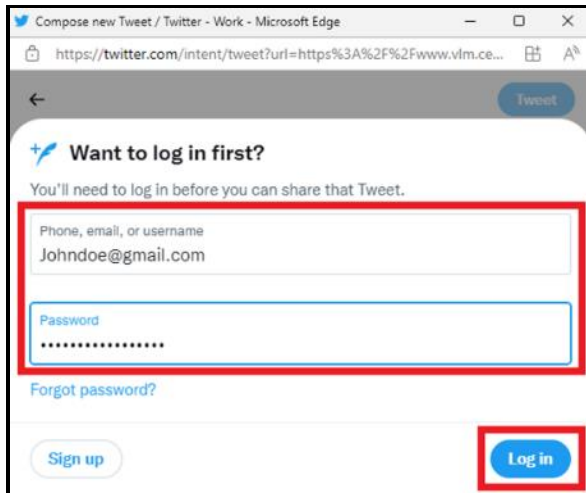 Compose new Tweet / Twitter - Work - Microsoft Edge
https://twitter.com/intent/tweet?url=https%3A%2F%2Fwww.vlm.ce...
Tweet
Want to log in first?
You'll need to log in before you can share that Tweet.
Phone, email, or username
Johndoe@gmail.com
Password
•••••••••••••••••
Forgot password?
Sign up
Log in